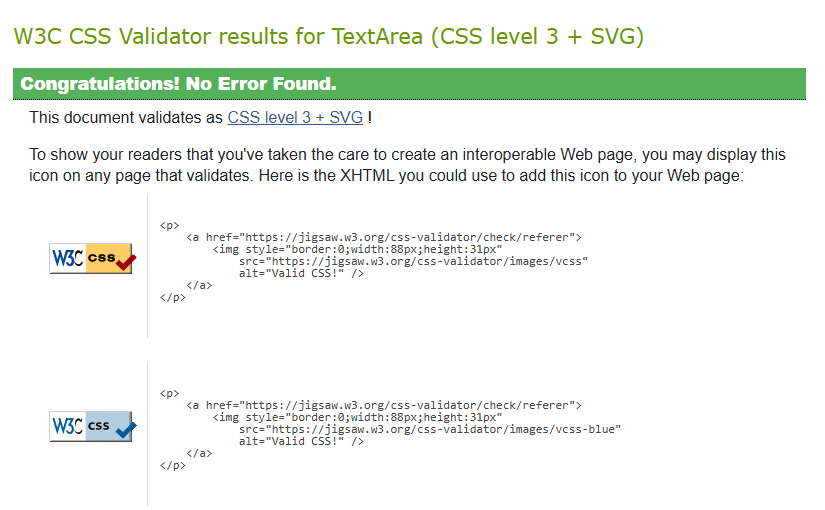 W3C CSS Validator results for TextArea (CSS level 3 + SVG)
Congratulations! No Error Found.
This document validates as CSS level 3 + SVG !
To show your readers that you've taken the care to create an interoperable Web page, you may display this
icon on any page that validates. Here is the XHTML you could use to add this icon to your Web page:
W3C css
<p>
    <a href="https://jigsaw.w3.org/css-validator/check/referer">
        <img style="border:0;width:88px;height:31px"
            src="https://jigsaw.w3.org/css-validator/images/vcss"
            alt="Valid CSS!" />
    </a>
</p>
W3C css
<p>
    <a href="https://jigsaw.w3.org/css-validator/check/referer">
        <img style="border:0;width:88px;height:31px"
            src="https://jigsaw.w3.org/css-validator/images/vcss-blue"
            alt="Valid CSS!" />
    </a>
</p>